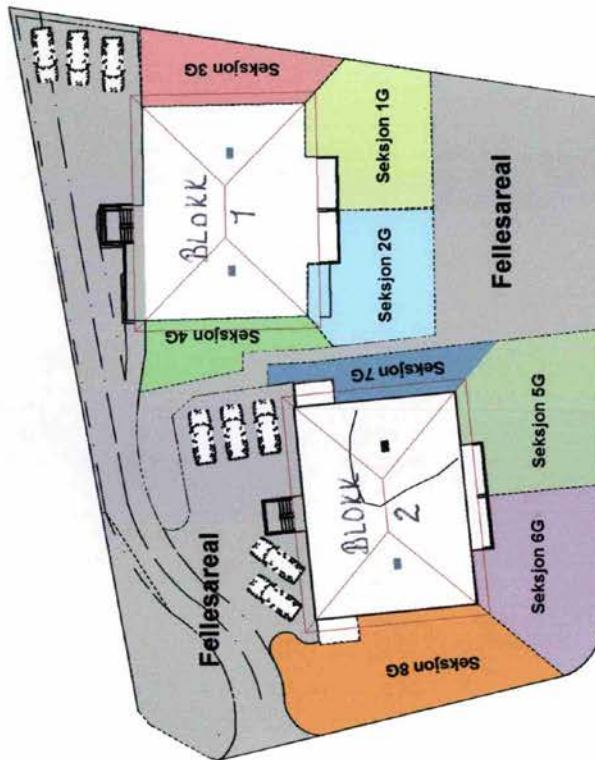 Seksjon 3G
Seksjon 1G
BLOKK
1
Seksjon 2G
Fellesareal
Seksjon 4G
Seksjon 7G
Seksjon 5G
BLOKK
2
Fellesareal
Seksjon 6G
Seksjon 8G